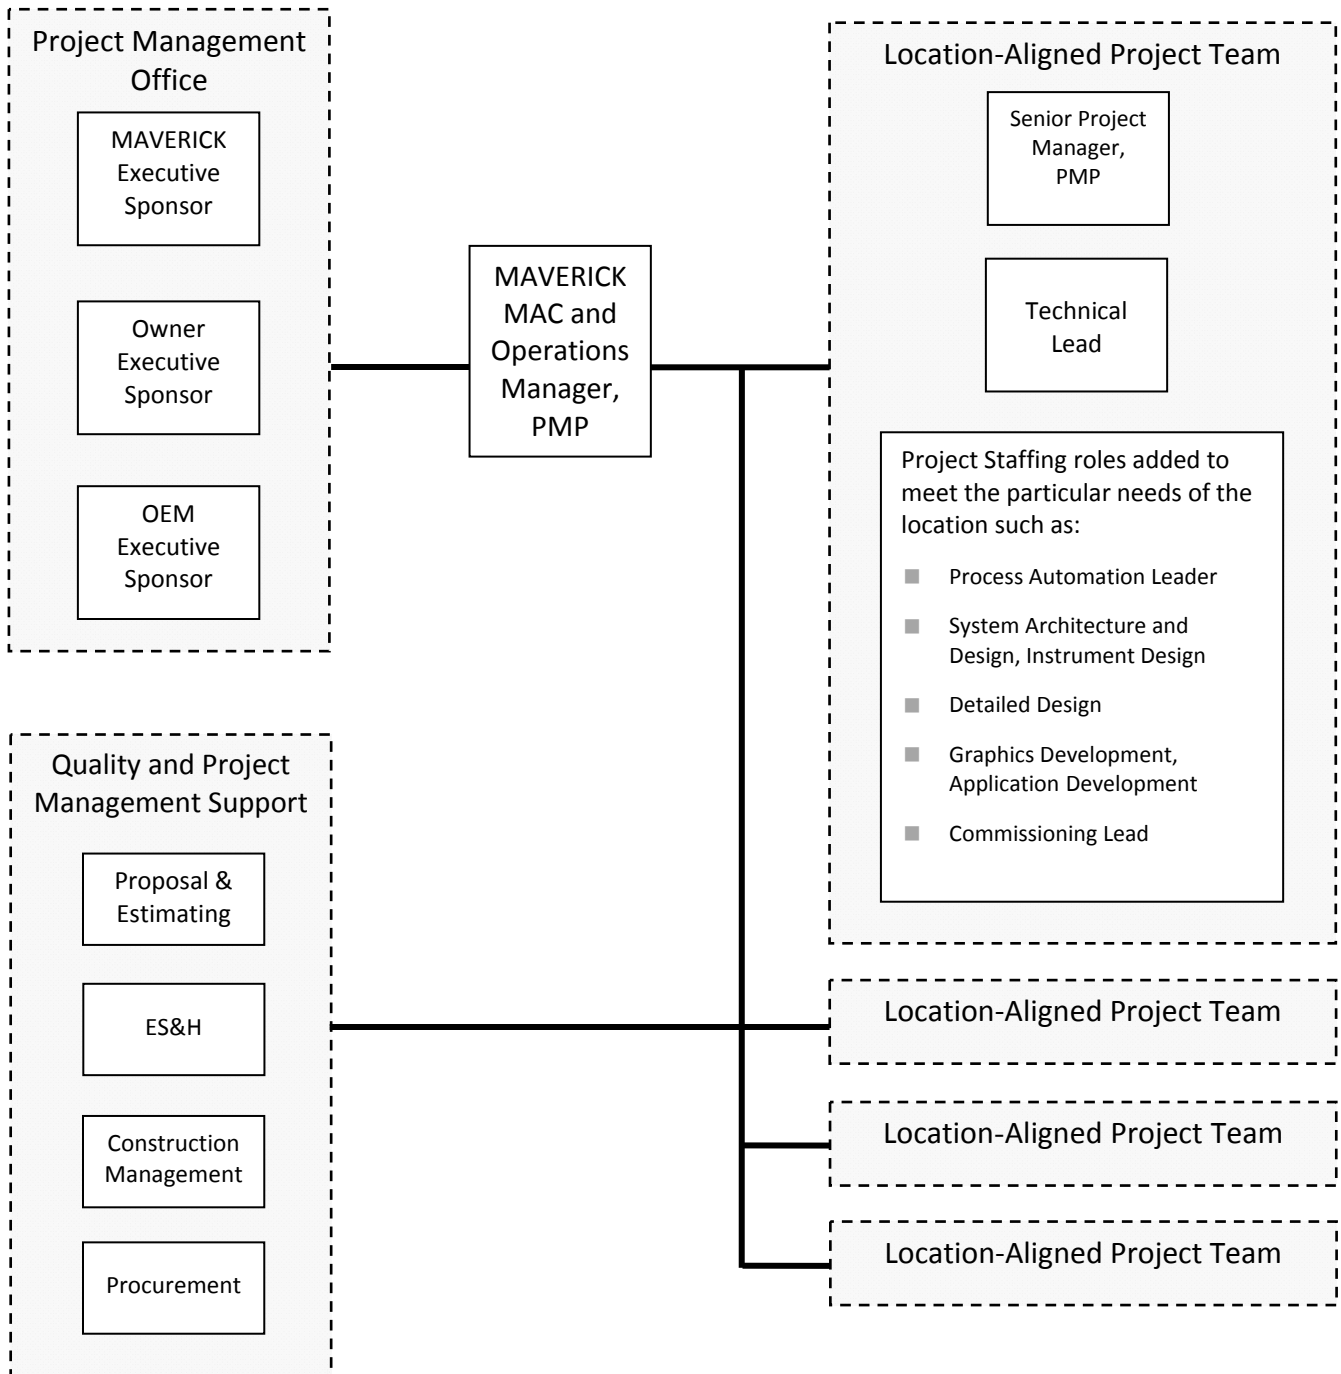 Project Management
Office
MAVERICK
Executive
Sponsor
Owner
Executive
Sponsor
OEM
Executive
Sponsor
Quality and Project
Management Support
Proposal &
Estimating
ES&H
Construction
Management
Procurement
MAVERICK
MAC and
Operations
Manager,
PMP
Location-Aligned Project Team
Senior Project
Manager,
PMP
Technical
Lead
Project Staffing roles added to
meet the particular needs of the
location such as:
Process Automation Leader
System Architecture and
Design, Instrument Design
Detailed Design
Graphics Development,
Application Development
Commissioning Lead
Location-Aligned Project Team
Location-Aligned Project Team
Location-Aligned Project Team